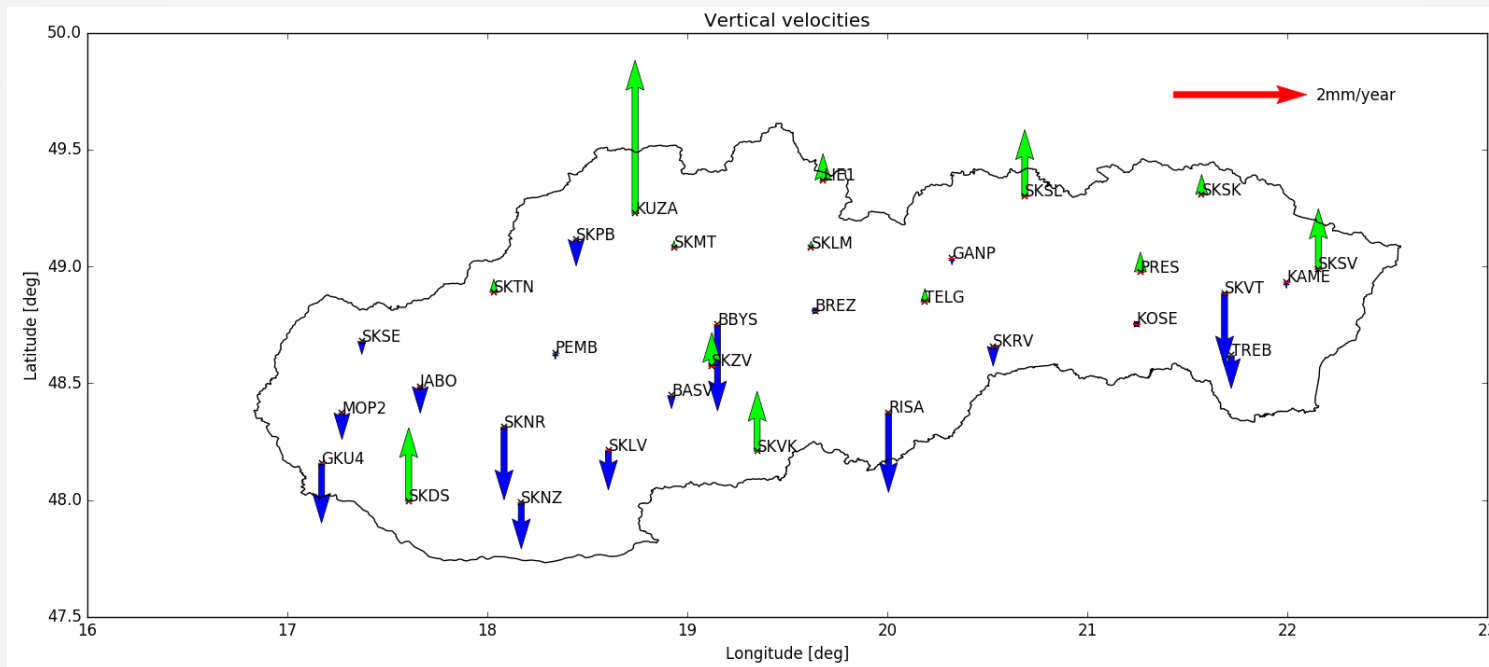 Vertical velocities
50.0
2mm/year
49.5
LIE1
SKSL
SKSK
KUZA
SKPB
SKMT
SKLM
GANP
49.0
PRES
SKSV
KAME
SKTN
TELG
SKVT
BREZ
BBYS
KOSE
SKSE
PEMB
SKZV
SKRV
TREB
48.5
JABO
BASV
MOP2
SKNR
RISA
SKLV
SKVK
GKU4
SKDS
SKNZ
48.0
47.5
16 17 18 19 20 21 22
Longitude [deg]
Latitude [deg]